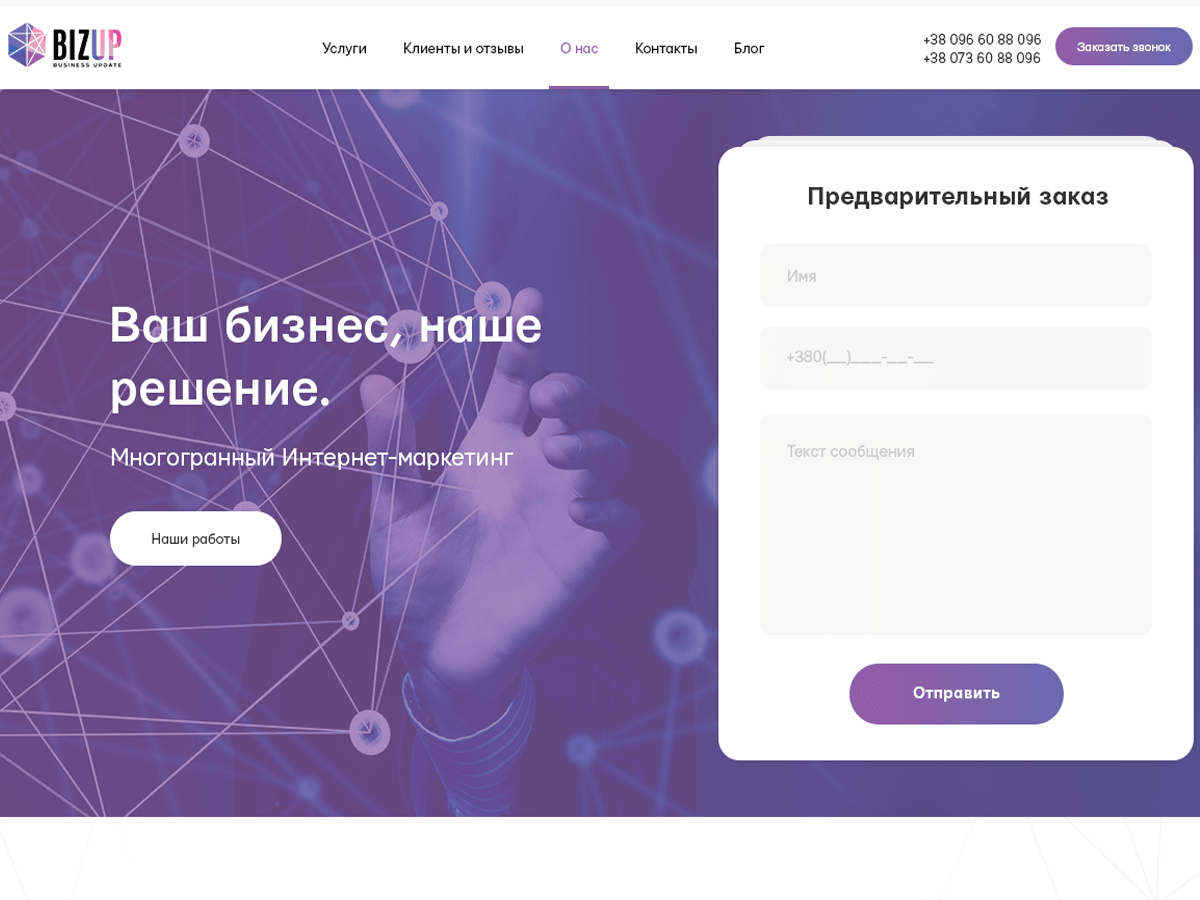 BIZUP
BUSINESS UPDATE
Услуги
Клиенты и отзывы
О нас
Контакты
Блог
+38 096 60 88 096
+38 073 60 88 096
Заказать звонок
Ваш бизнес, наше
решение.
Многогранный Интернет-маркетинг
Наши работы
Предварительный заказ
Имя
+380(__)___-__-__
Текст сообщения
Отправить